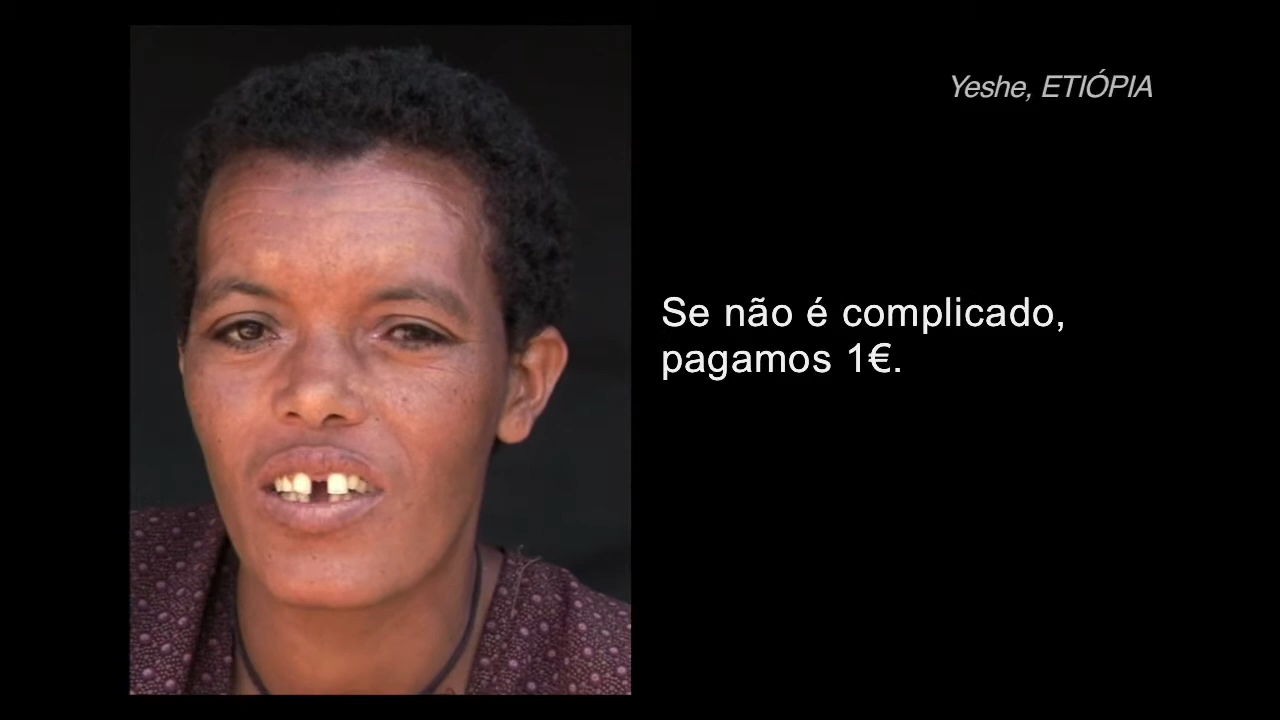 Yeshe, ETIÓPIA
Se não é complicado,
pagamos 1€.